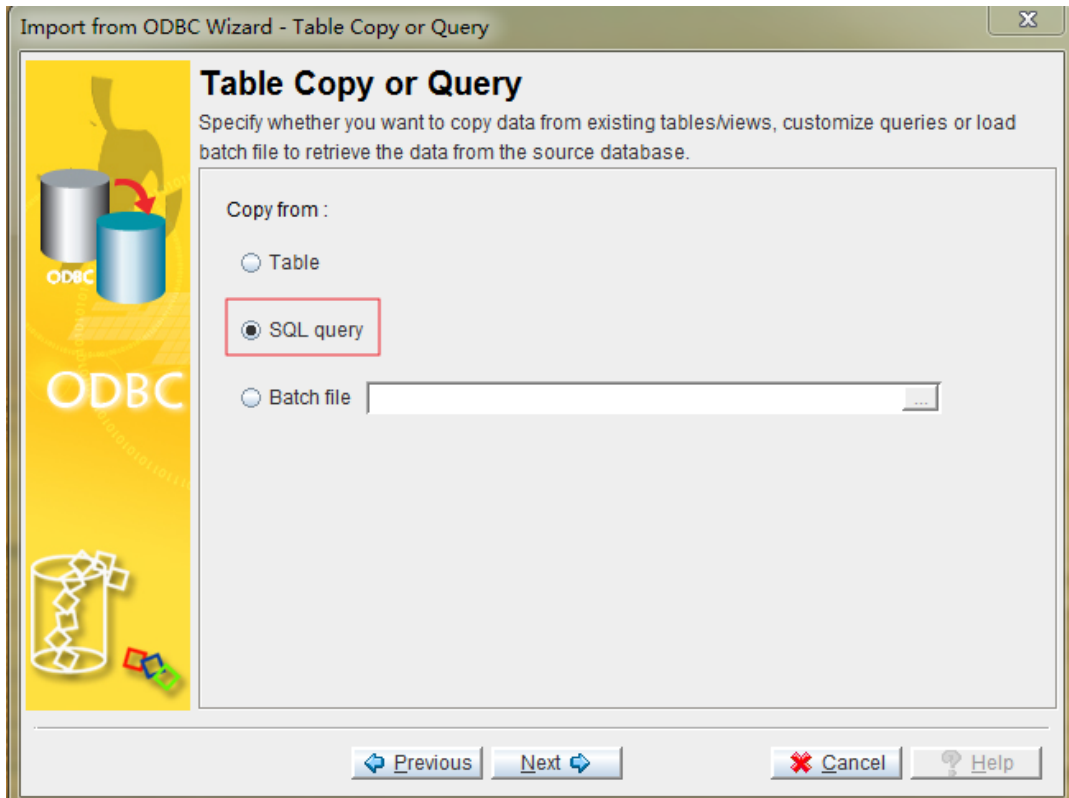 Import from ODBC Wizard - Table Copy or Query
Table Copy or Query
Specify whether you want to copy data from existing tables/views, customize queries or load
batch file to retrieve the data from the source database.
Copy from :
Table
SQL query
Batch file
...
ODBC
ODBC
Previous
Next
Cancel
Help